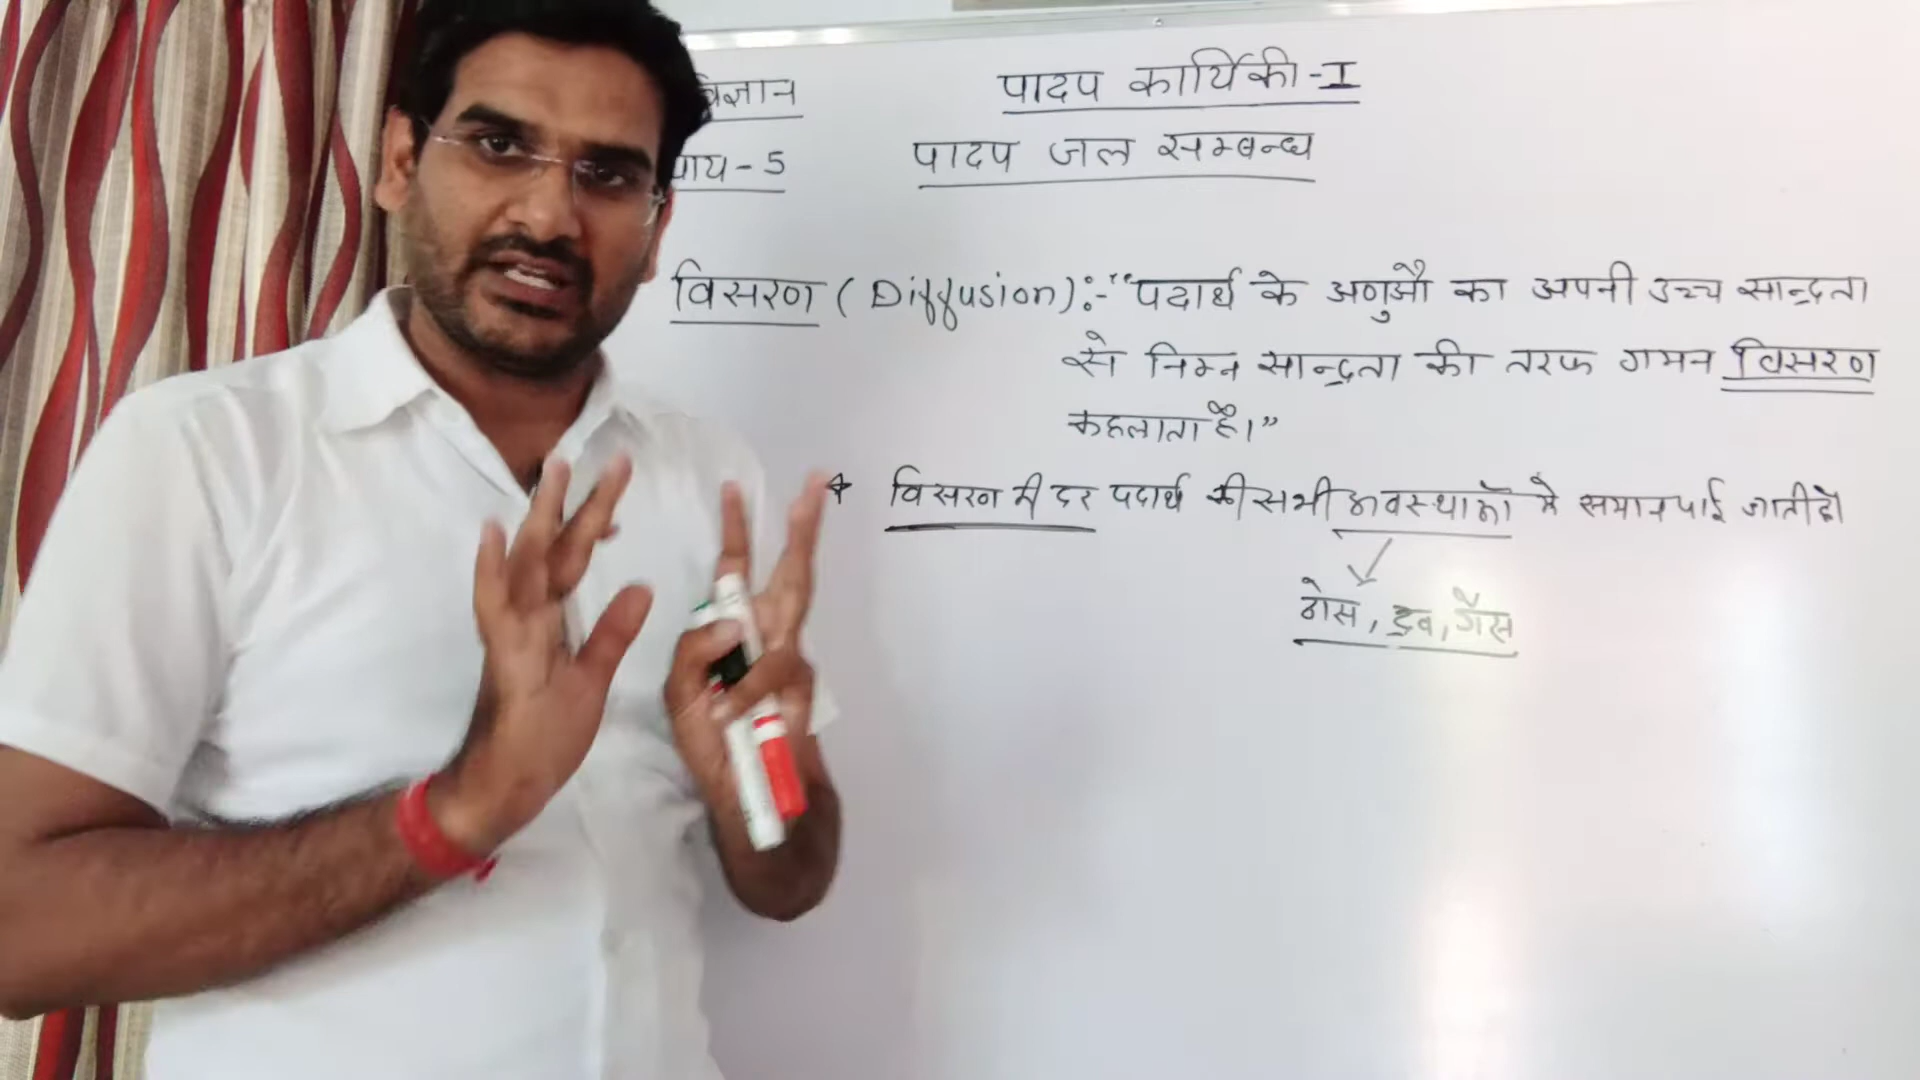 विज्ञान पादप कार्यिकी-I
याय-5 पादप जल सम्बन्ध
विसरण (Diffusion):- "पदार्थ के अणुओ का अपनी उच्च सान्द्रता
से निम्न सान्द्रता की तरफ गमन विसरण
कहलाता है।"
* विसरण की दर पदार्थ की सभी अवस्थाओ मे समान पाई जाती है।
ठोस, द्रव, गैस